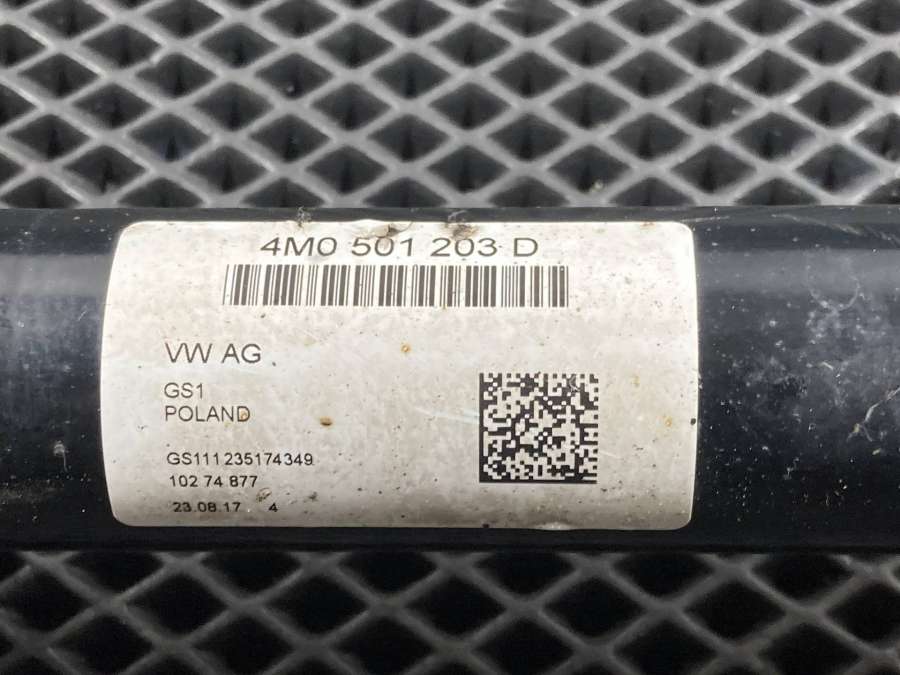 4M0 501 203 D
VW AG
GS1
POLAND
GS111235174349
102 74 877
23.08.17 4